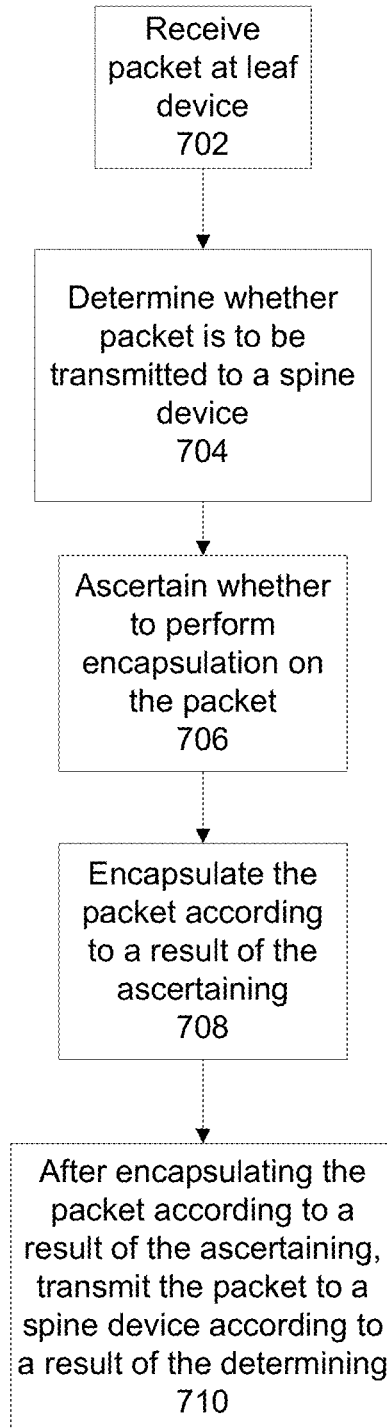 Receive
packet at leaf
device
702
Determine whether
packet is to be
transmitted to a spine
device
704
Ascertain whether
to perform
encapsulation on
the packet
706
Encapsulate the
packet according
to a result of the
ascertaining
708
After encapsulating the
packet according to a
result of the ascertaining,
transmit the packet to a
spine device according to
a result of the determining
710